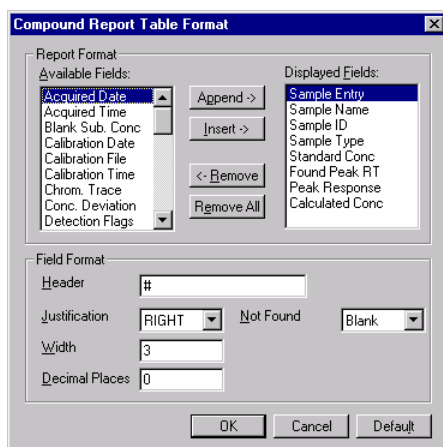 Compound Report Table Format
Report Format
Available Fields:
Acquired Date
Acquired Time
Blank Sub. Conc
Calibration Date
Calibration File
Calibration Time
Chrom. Trace
Conc. Deviation
Detection Flags
Append ->
Insert ->
<- Remove
Remove All
Displayed Fields:
Sample Entry
Sample Name
Sample ID
Sample Type
Standard Conc
Found Peak RT
Peak Response
Calculated Conc
Field Format
Header #
Justification RIGHT Not Found Blank
Width 3
Decimal Places 0
OK Cancel Default